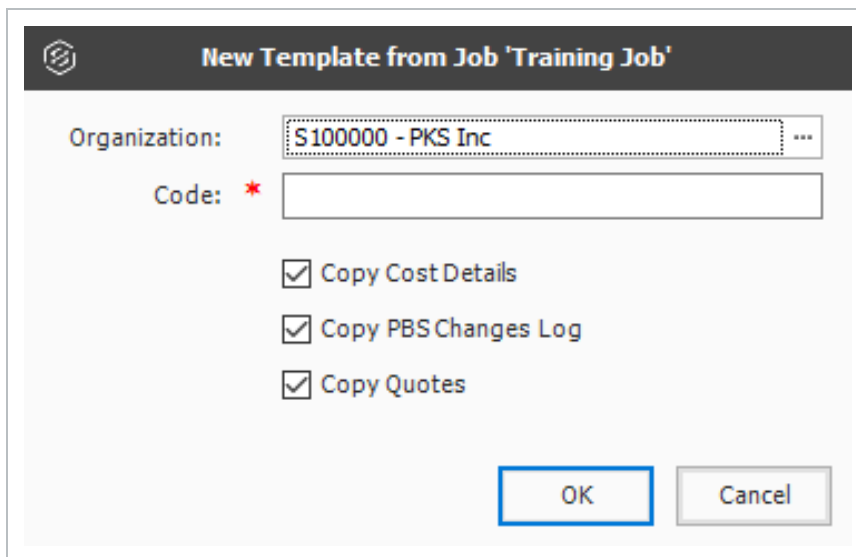 New Template from Job 'Training Job'
Organization: S100000 - PKS Inc ...
Code: *
Copy Cost Details
Copy PBS Changes Log
Copy Quotes
OK Cancel